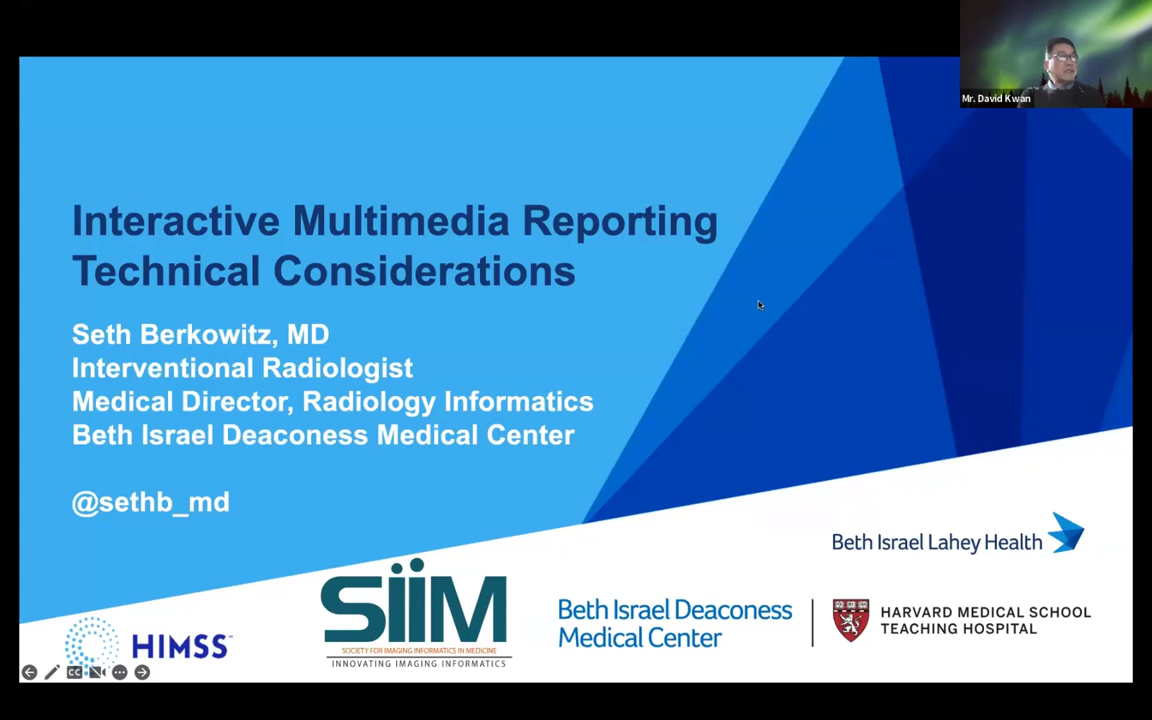 Mr. David Kwan
Interactive Multimedia Reporting
Technical Considerations
Seth Berkowitz, MD
Interventional Radiologist
Medical Director, Radiology Informatics
Beth Israel Deaconess Medical Center
@sethb_md
Beth Israel Lahey Health
HIMSS™
SiiM
SOCIETY FOR IMAGING INFORMATICS IN MEDICINE
INNOVATING IMAGING INFORMATICS
Beth Israel Deaconess
Medical Center
HARVARD MEDICAL SCHOOL
TEACHING HOSPITAL
CC